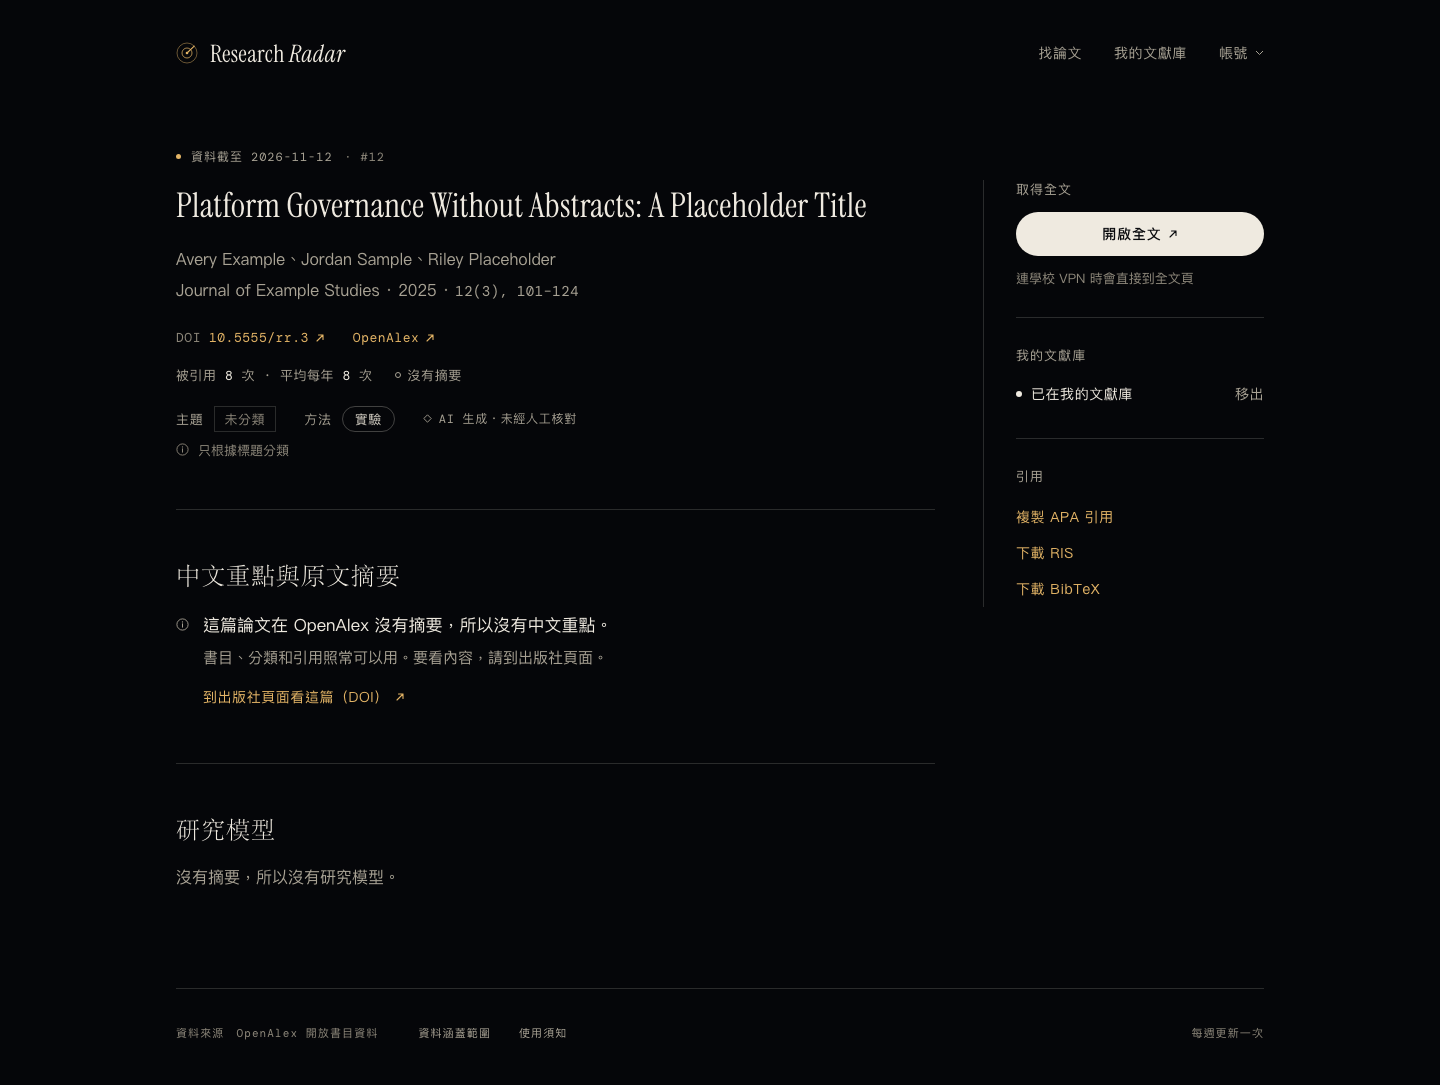 Research Radar
找論文 我的文獻庫 帳號
資料截至 2026-11-12 · #12
Platform Governance Without Abstracts: A Placeholder Title
Avery Example、Jordan Sample、Riley Placeholder
Journal of Example Studies · 2025 · 12(3), 101–124
DOI 10.5555/rr.3 ↗ OpenAlex ↗
被引用 8 次 · 平均每年 8 次 沒有摘要
主題 未分類 方法 實驗 ◇ AI 生成·未經人工核對
ⓘ 只根據標題分類
中文重點與原文摘要
ⓘ 這篇論文在 OpenAlex 沒有摘要，所以沒有中文重點。
書目、分類和引用照常可以用。要看內容，請到出版社頁面。
到出版社頁面看這篇（DOI） ↗
研究模型
沒有摘要，所以沒有研究模型。
取得全文
開啟全文 ↗
連學校 VPN 時會直接到全文頁
我的文獻庫
已在我的文獻庫 移出
引用
複製 APA 引用
下載 RIS
下載 BibTeX
資料來源 OpenAlex 開放書目資料 資料涵蓋範圍 使用須知 每週更新一次